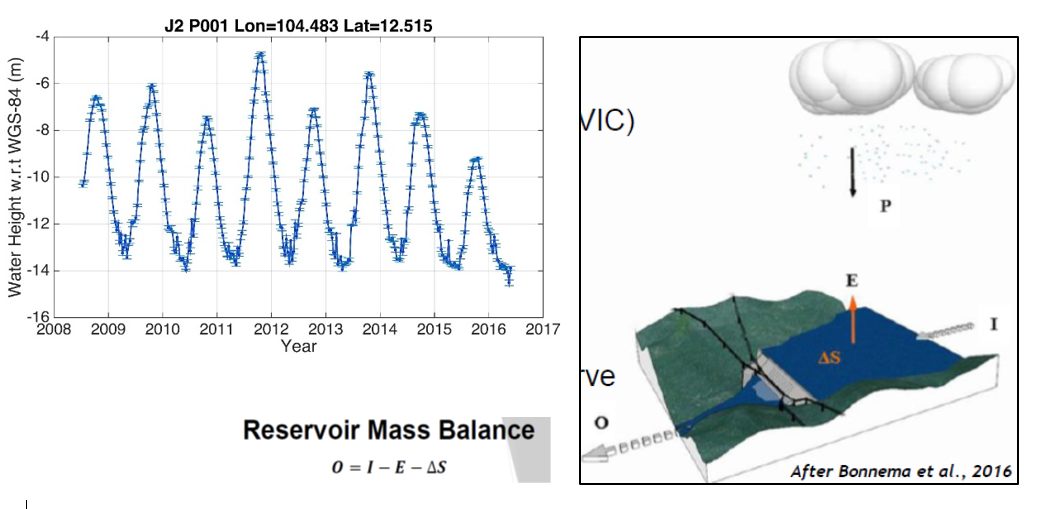 J2 P001 Lon=104.483 Lat=12.515
Water Height w.r.t WGS-84 (m)
-4
-6
-8
-10
-12
-14
-16
2008 2009 2010 2011 2012 2013 2014 2015 2016 2017
Year
Reservoir Mass Balance
O = I − E − ΔS
VIC)
P
E
I
ΔS
rve
O
After Bonnema et al., 2016